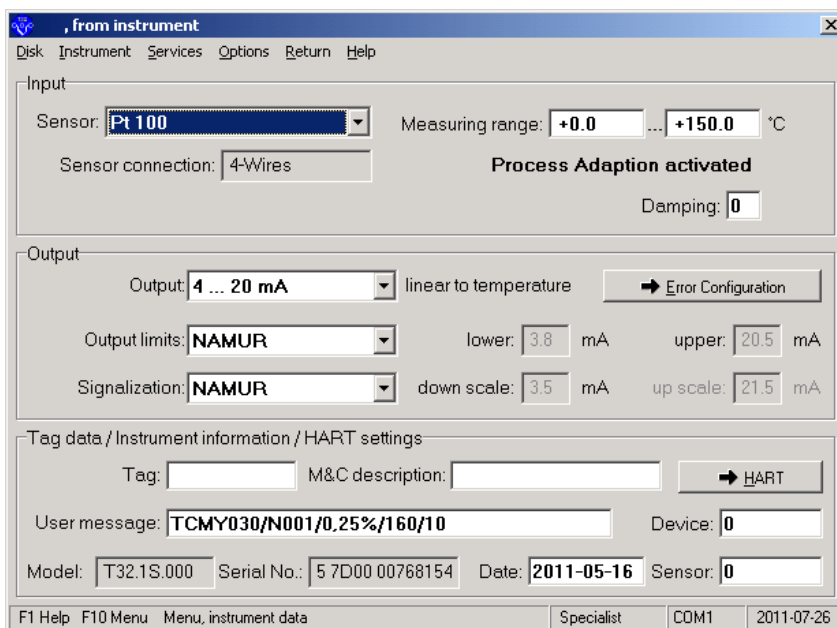 , from instrument
Disk Instrument Services Options Return Help
Input
Sensor: Pt 100 Measuring range: +0.0 ... +150.0 °C
Sensor connection: 4-Wires Process Adaption activated
Damping: 0
Output
Output: 4 ... 20 mA linear to temperature Error Configuration
Output limits: NAMUR lower: 3.8 mA upper: 20.5 mA
Signalization: NAMUR down scale: 3.5 mA up scale: 21.5 mA
Tag data / Instrument information / HART settings
Tag: M&C description: HART
User message: TCMY030/N001/0,25%/160/10 Device: 0
Model: T32.1S.000 Serial No.: 5 7D00 00768154 Date: 2011-05-16 Sensor: 0
F1 Help F10 Menu Menu, instrument data Specialist COM1 2011-07-26